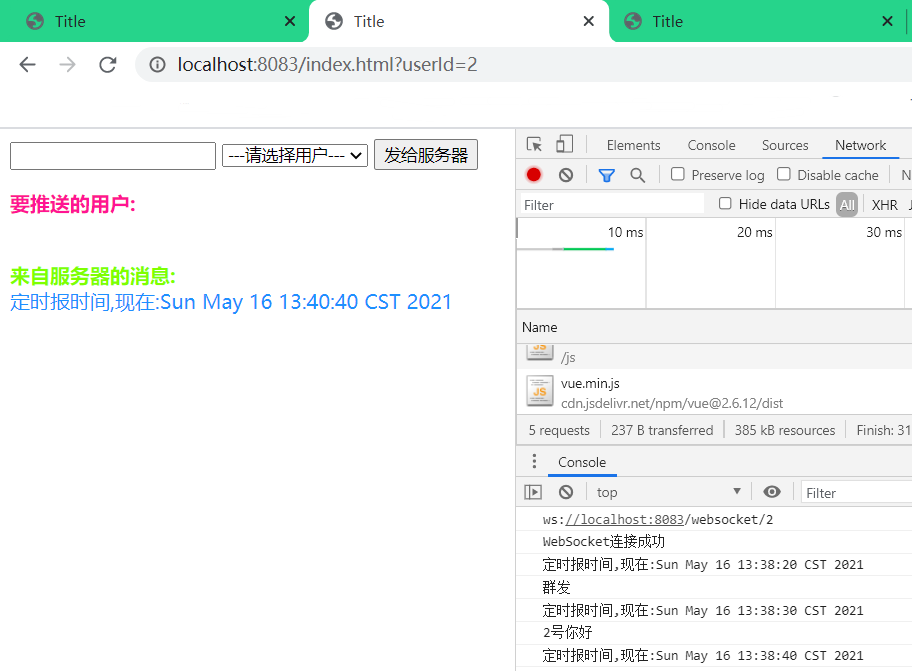 Title
Title
Title
localhost:8083/index.html?userId=2
---请选择用户---
发给服务器
要推送的用户:
来自服务器的消息:
定时报时间,现在:Sun May 16 13:40:40 CST 2021
Elements Console Sources Network
Preserve log Disable cache N
Filter Hide data URLs All XHR J
10 ms 20 ms 30 ms
Name
JS
/js
JS
vue.min.js
cdn.jsdelivr.net/npm/vue@2.6.12/dist
5 requests 237 B transferred 385 kB resources Finish: 31
Console
top Filter
ws://localhost:8083/websocket/2
WebSocket连接成功
定时报时间,现在:Sun May 16 13:38:20 CST 2021
群发
定时报时间,现在:Sun May 16 13:38:30 CST 2021
2号你好
定时报时间,现在:Sun May 16 13:38:40 CST 2021